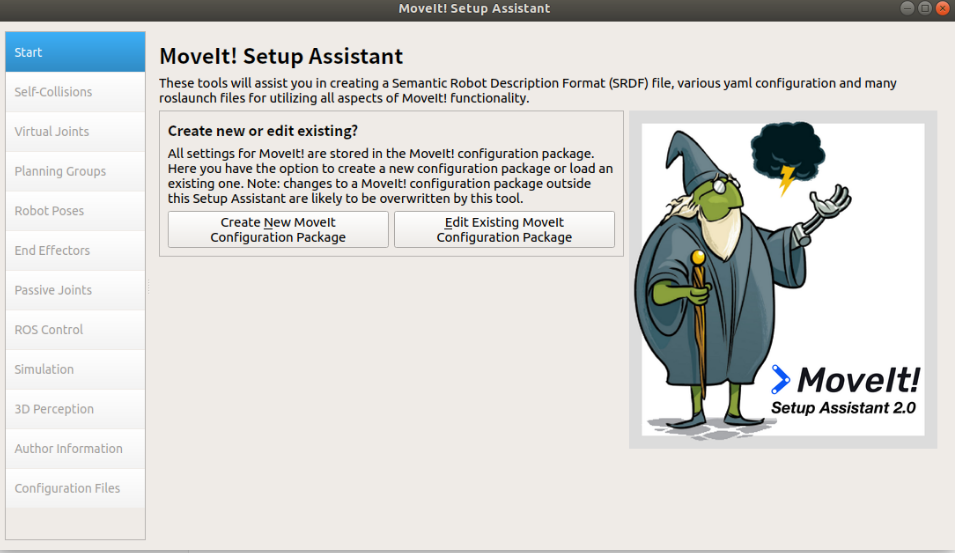 MoveIt! Setup Assistant
Start
Self-Collisions
Virtual Joints
Planning Groups
Robot Poses
End Effectors
Passive Joints
ROS Control
Simulation
3D Perception
Author Information
Configuration Files
MoveIt! Setup Assistant
These tools will assist you in creating a Semantic Robot Description Format (SRDF) file, various yaml configuration and many
roslaunch files for utilizing all aspects of MoveIt! functionality.
Create new or edit existing?
All settings for MoveIt! are stored in the MoveIt! configuration package.
Here you have the option to create a new configuration package or load an
existing one. Note: changes to a MoveIt! configuration package outside
this Setup Assistant are likely to be overwritten by this tool.
Create New MoveIt
Configuration Package
Edit Existing MoveIt
Configuration Package
MoveIt!
Setup Assistant 2.0